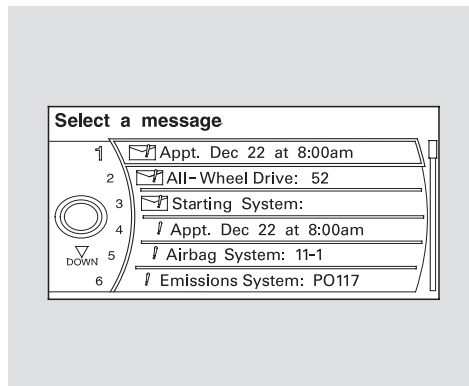 Select a message
1 Appt. Dec 22 at 8:00am
2 All-Wheel Drive: 52
3 Starting System:
4 ! Appt. Dec 22 at 8:00am
DOWN 5 ! Airbag System: 11-1
6 ! Emissions System: PO117